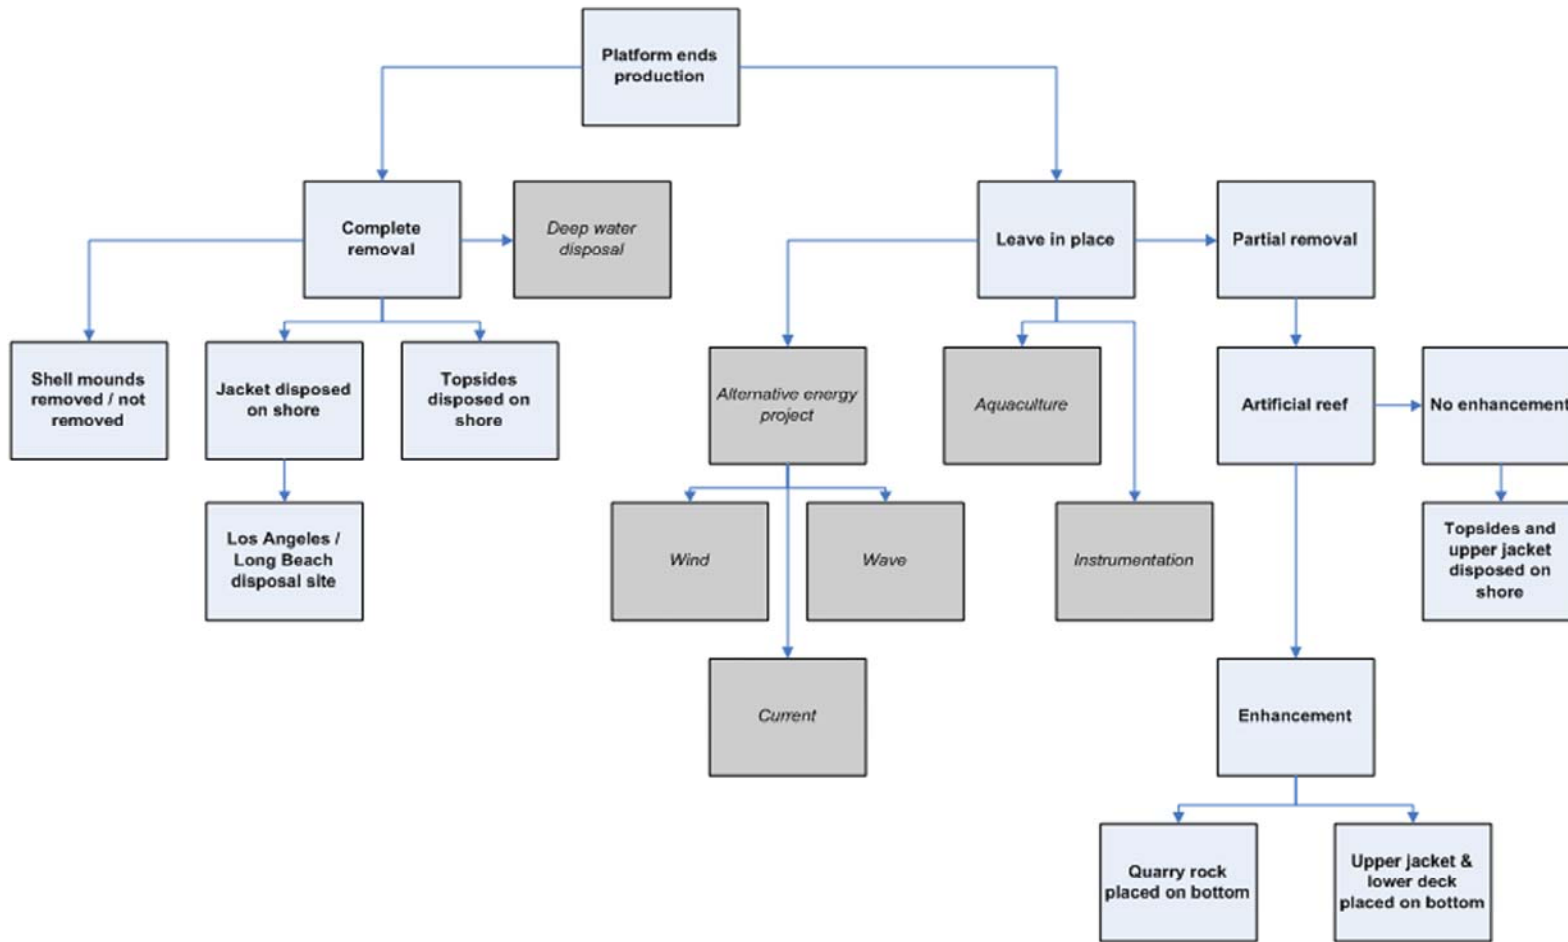 Platform ends
production
Complete
removal
Deep water
disposal
Leave in place
Partial removal
Shell mounds
removed / not
removed
Jacket disposed
on shore
Topsides
disposed on
shore
Alternative energy
project
Aquaculture
Artificial reef
No enhancement
Los Angeles /
Long Beach
disposal site
Wind
Wave
Instrumentation
Topsides and
upper jacket
disposed on
shore
Current
Enhancement
Quarry rock
placed on bottom
Upper jacket &
lower deck
placed on bottom